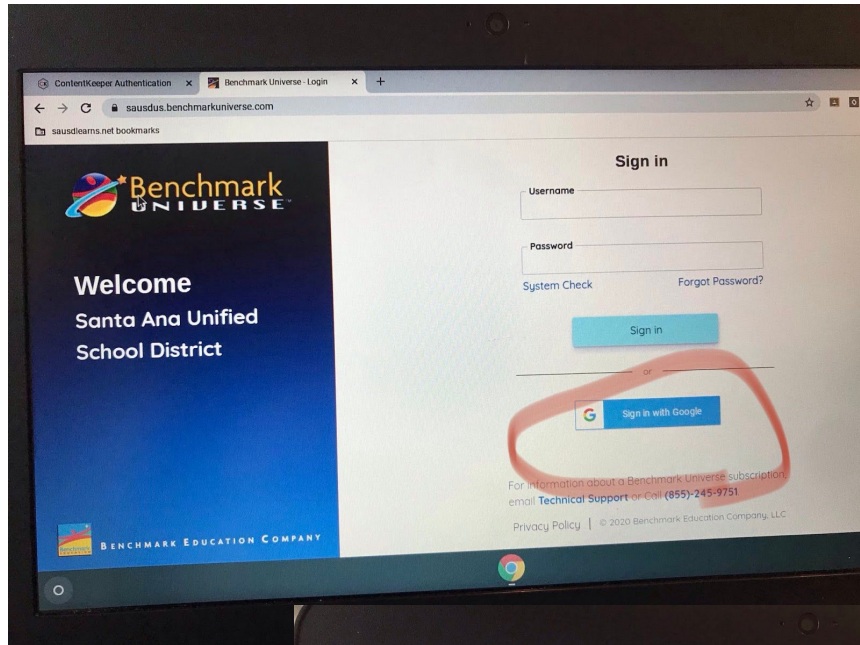 ContentKeeper Authentication
Benchmark Universe - Login
sausdus.benchmarkuniverse.com
sausdlearns.net bookmarks
Benchmark
UNIVERSE
Welcome
Santa Ana Unified
School District
BENCHMARK EDUCATION COMPANY
Sign in
Username
Password
System Check Forgot Password?
Sign in
or
G Sign in with Google
For information about a Benchmark Universe subscription,
email Technical Support or Call (855)-245-9751
Privacy Policy | © 2020 Benchmark Education Company, LLC